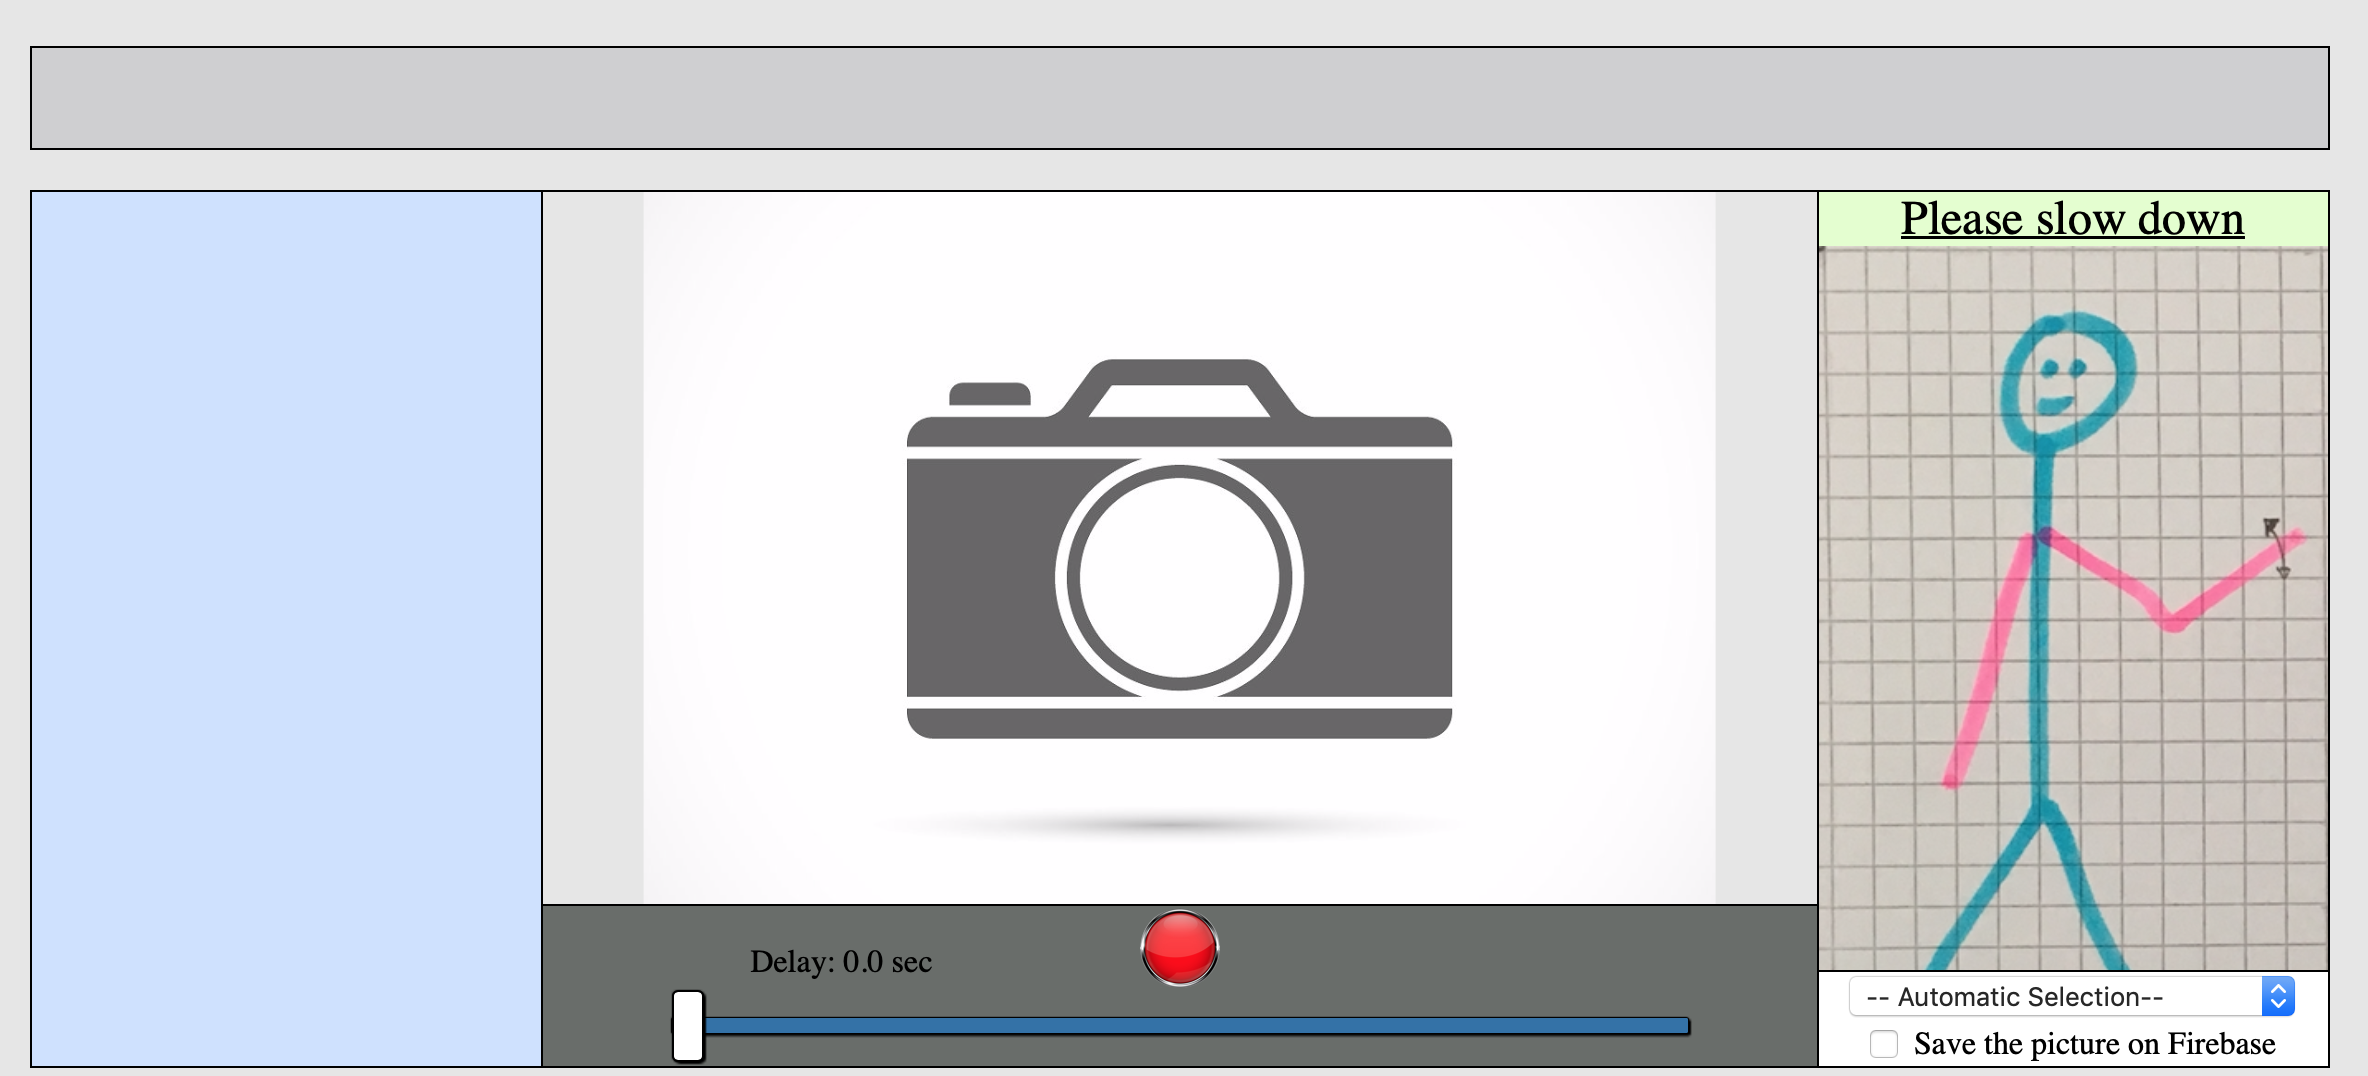 Please slow down
Delay: 0.0 sec
-- Automatic Selection--
Save the picture on Firebase